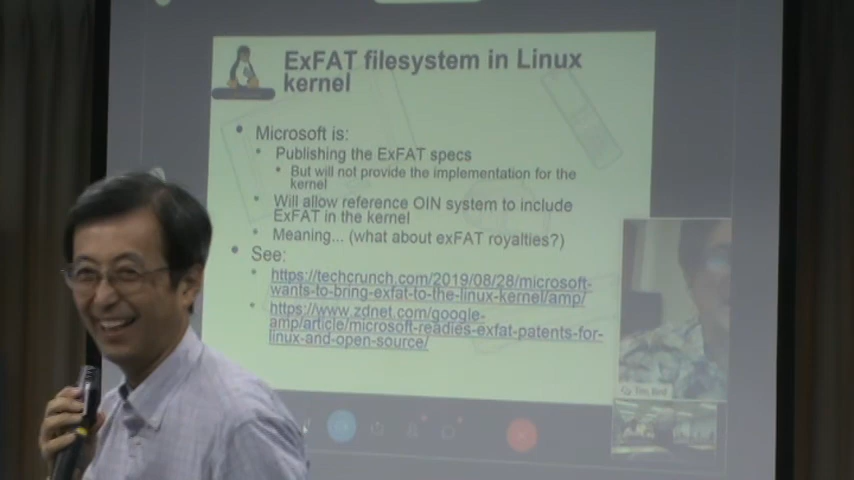 ExFAT filesystem in Linux
kernel
• Microsoft is:
• Publishing the ExFAT specs
• But will not provide the implementation for the
kernel
• Will allow reference OIN system to include
ExFAT in the kernel
• Meaning... (what about exFAT royalties?)
• See:
• https://techcrunch.com/2019/08/28/microsoft-
wants-to-bring-exfat-to-the-linux-kernel/amp/
• https://www.zdnet.com/google-
amp/article/microsoft-readies-exfat-patents-for-
linux-and-open-source/